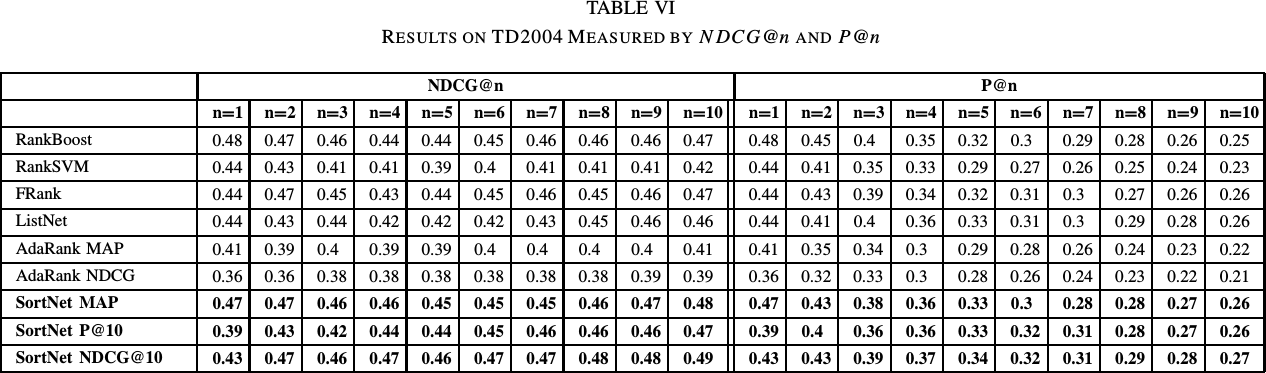 TABLE VI
RESULTS ON TD2004 MEASURED BY NDCG@n AND P@n
NDCG@n P@n
n=1 n=2 n=3 n=4 n=5 n=6 n=7 n=8 n=9 n=10 n=1 n=2 n=3 n=4 n=5 n=6 n=7 n=8 n=9 n=10
RankBoost 0.48 0.47 0.46 0.44 0.44 0.45 0.46 0.46 0.46 0.47 0.48 0.45 0.4 0.35 0.32 0.3 0.29 0.28 0.26 0.25
RankSVM 0.44 0.43 0.41 0.41 0.39 0.4 0.41 0.41 0.41 0.42 0.44 0.41 0.35 0.33 0.29 0.27 0.26 0.25 0.24 0.23
FRank 0.44 0.47 0.45 0.43 0.44 0.45 0.46 0.45 0.46 0.47 0.44 0.43 0.39 0.34 0.32 0.31 0.3 0.27 0.26 0.26
ListNet 0.44 0.43 0.44 0.42 0.42 0.42 0.43 0.45 0.46 0.46 0.44 0.41 0.4 0.36 0.33 0.31 0.3 0.29 0.28 0.26
AdaRank MAP 0.41 0.39 0.4 0.39 0.39 0.4 0.4 0.4 0.4 0.41 0.41 0.35 0.34 0.3 0.29 0.28 0.26 0.24 0.23 0.22
AdaRank NDCG 0.36 0.36 0.38 0.38 0.38 0.38 0.38 0.38 0.39 0.39 0.36 0.32 0.33 0.3 0.28 0.26 0.24 0.23 0.22 0.21
SortNet MAP 0.47 0.47 0.46 0.46 0.45 0.45 0.45 0.46 0.47 0.48 0.47 0.43 0.38 0.36 0.33 0.3 0.28 0.28 0.27 0.26
SortNet P@10 0.39 0.43 0.42 0.44 0.44 0.45 0.46 0.46 0.46 0.47 0.39 0.4 0.36 0.36 0.33 0.32 0.31 0.28 0.27 0.26
SortNet NDCG@10 0.43 0.47 0.46 0.47 0.46 0.47 0.47 0.48 0.48 0.49 0.43 0.43 0.39 0.37 0.34 0.32 0.31 0.29 0.28 0.27